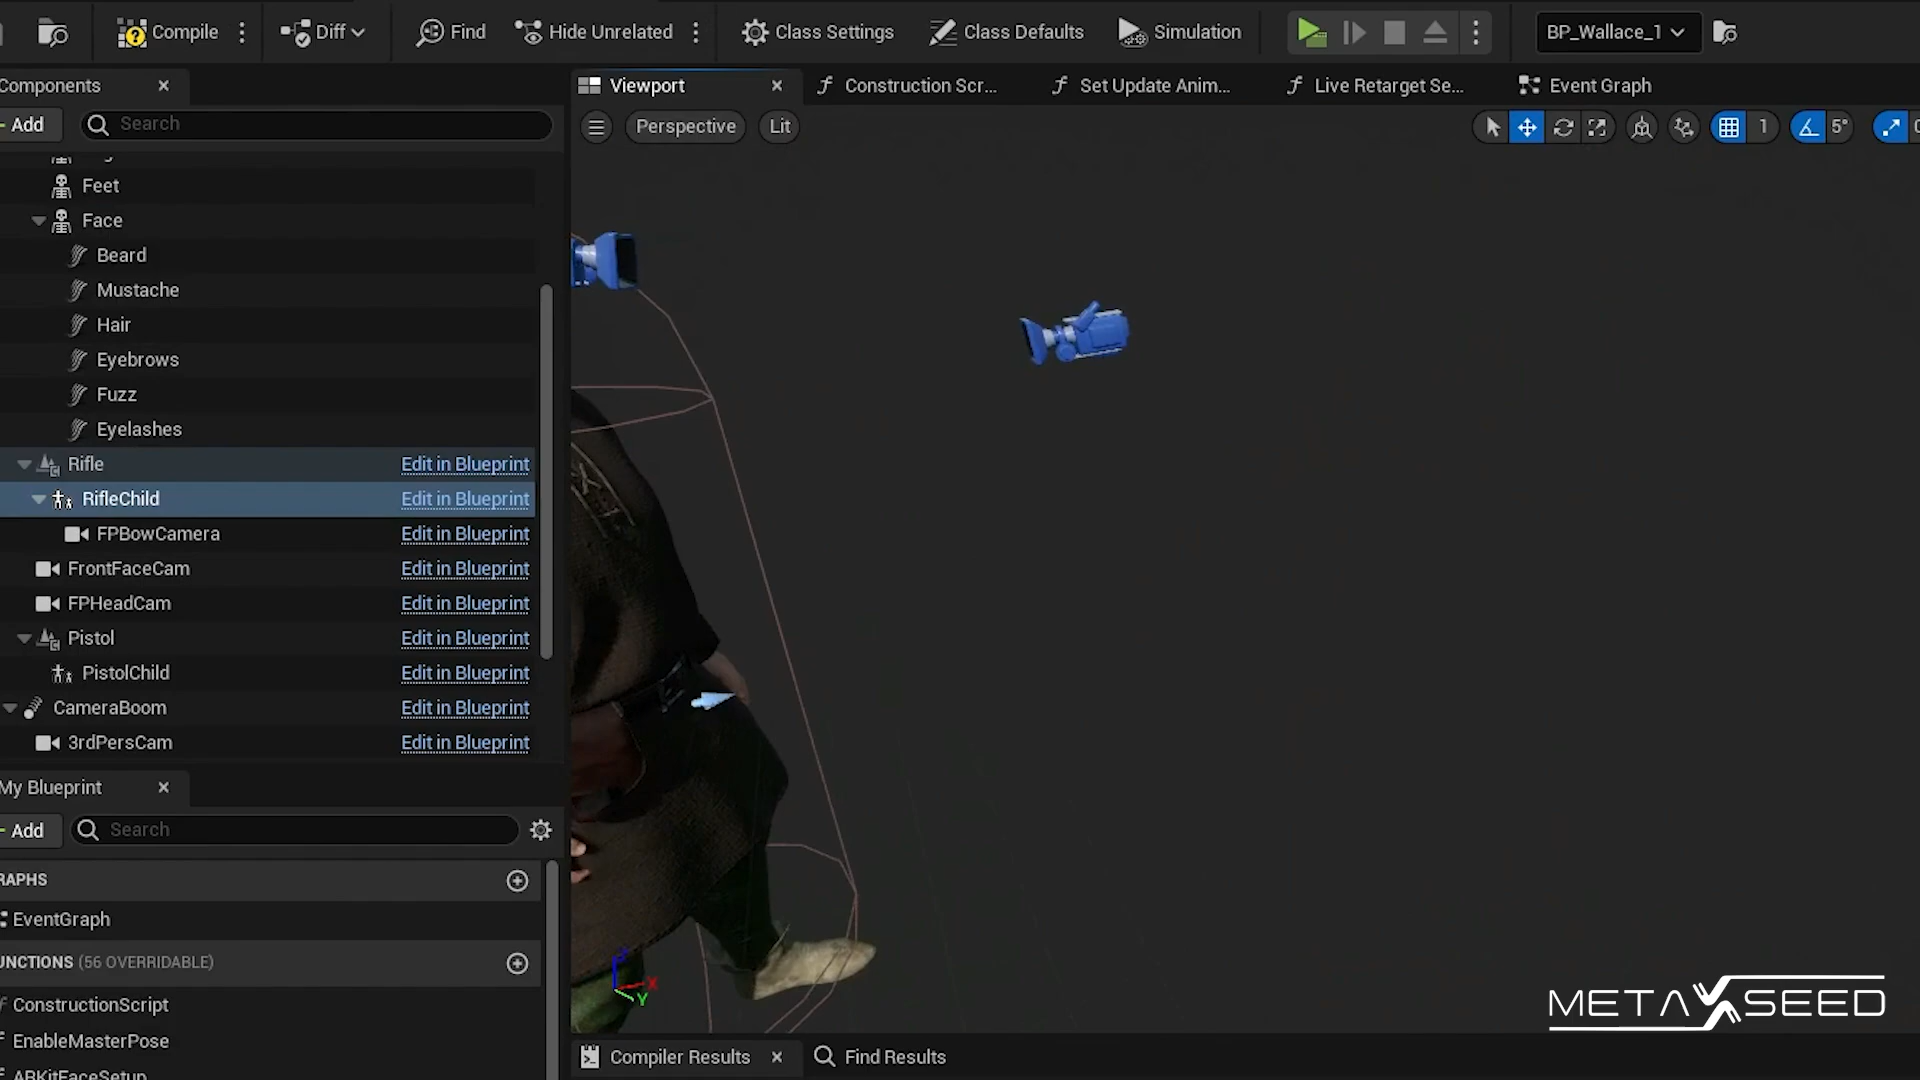 Compile
Diff
Find
Hide Unrelated
Class Settings
Class Defaults
Simulation
BP_Wallace_1
Components
Viewport
Construction Scr...
Set Update Anim...
Live Retarget Se...
Event Graph
Add
Search
Perspective
Lit
1
5°
Feet
Face
Beard
Mustache
Hair
Eyebrows
Fuzz
Eyelashes
Rifle Edit in Blueprint
RifleChild Edit in Blueprint
FPBowCamera Edit in Blueprint
FrontFaceCam Edit in Blueprint
FPHeadCam Edit in Blueprint
Pistol Edit in Blueprint
PistolChild Edit in Blueprint
CameraBoom Edit in Blueprint
3rdPersCam Edit in Blueprint
My Blueprint
Add
Search
RAPHS
EventGraph
UNCTIONS (56 OVERRIDABLE)
ConstructionScript
EnableMasterPose
ARKitFaceSetup
X
Y
METAXSEED
Compiler Results
Find Results